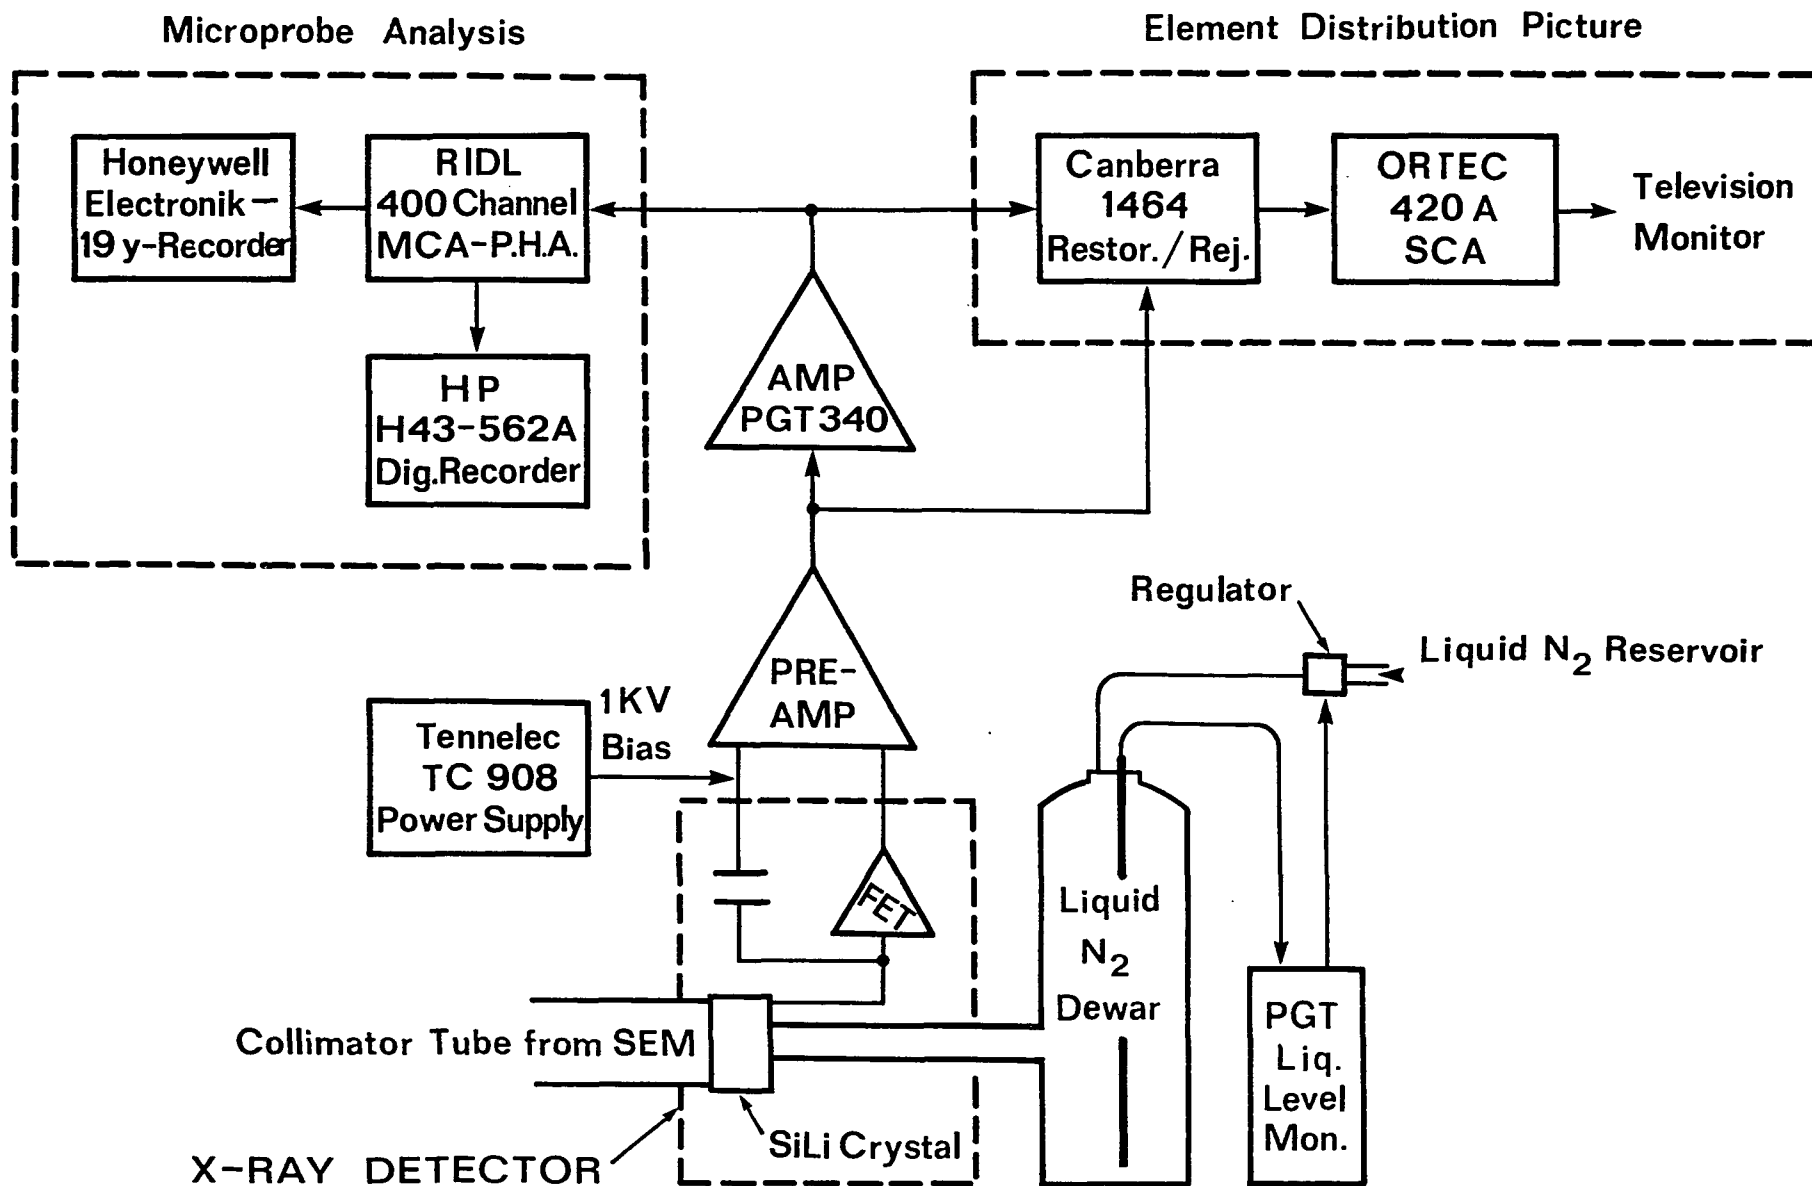 Microprobe Analysis
Element Distribution Picture
Honeywell
Electronik—
19 y-Recorder
RIDL
400 Channel
MCA-P.H.A.
HP
H43-562A
Dig.Recorder
Canberra
1464
Restor./Rej.
ORTEC
420 A
SCA
Television
Monitor
AMP
PGT 340
PRE-
AMP
1KV
Bias
Tennelec
TC 908
Power Supply
FET
Regulator
Liquid N₂ Reservoir
Liquid
N₂
Dewar
PGT
Liq.
Level
Mon.
Collimator Tube from SEM
SiLi Crystal
X-RAY DETECTOR